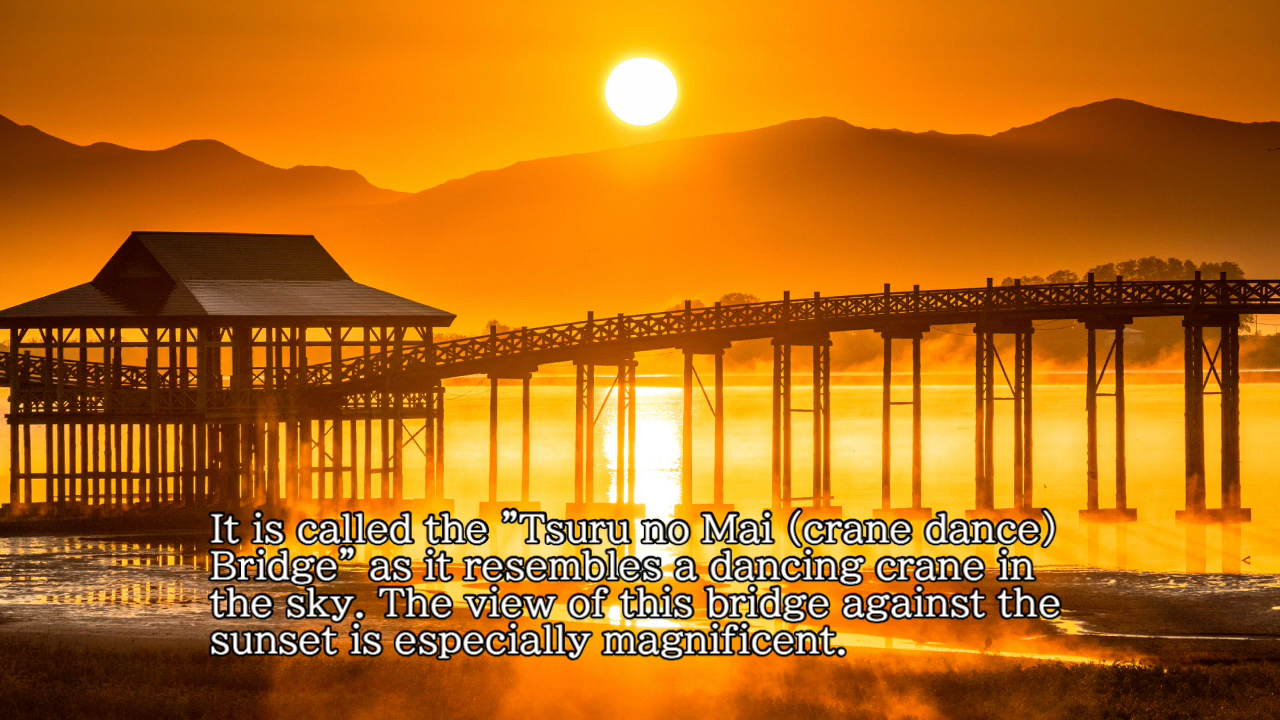 It is called the ”Tsuru no Mai (crane dance)
Bridge” as it resembles a dancing crane in
the sky. The view of this bridge against the
sunset is especially magnificent.